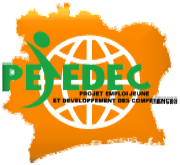 PEJEDEC
PROJET EMPLOI JEUNE
ET DEVELOPPEMENT DES COMPETENCES